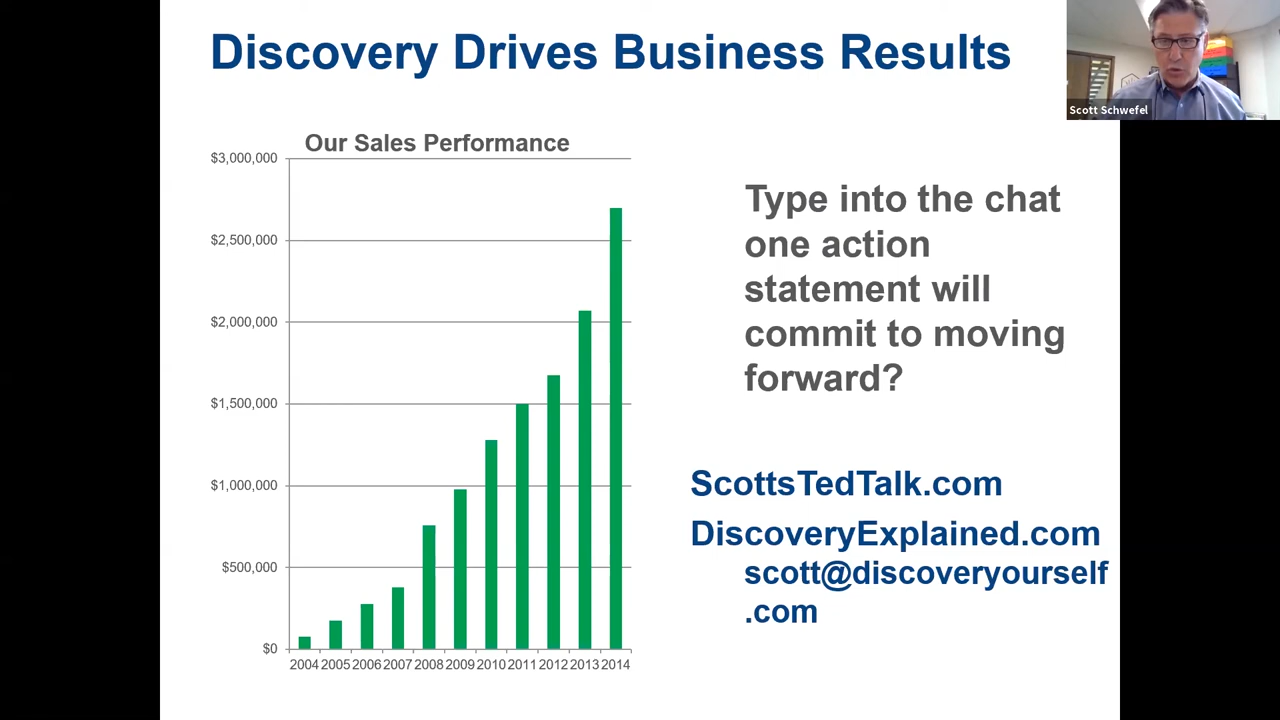 Discovery Drives Business Results
Scott Schwefel
Our Sales Performance
$3,000,000
$2,500,000
$2,000,000
$1,500,000
$1,000,000
$500,000
$0
2004 2005 2006 2007 2008 2009 2010 2011 2012 2013 2014
Type into the chat
one action
statement will
commit to moving
forward?
ScottsTedTalk.com
DiscoveryExplained.com
scott@discoveryourself
.com